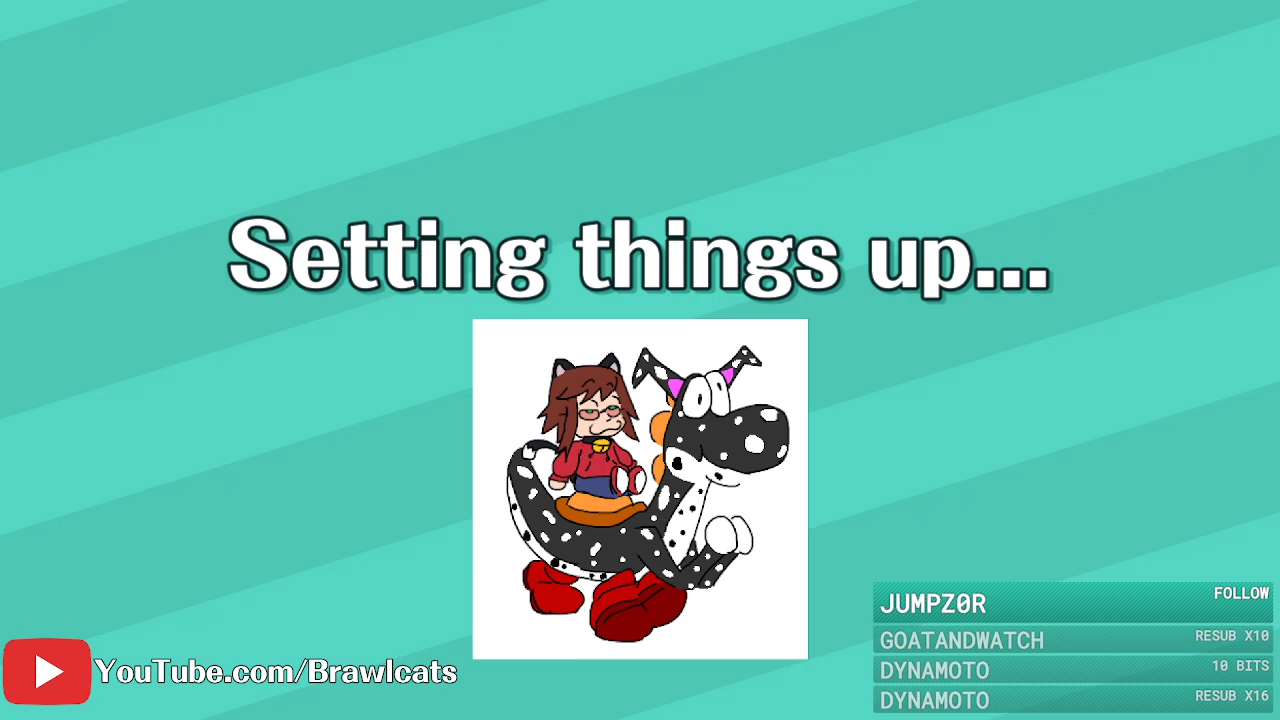 Setting things up...
JUMPZ0R FOLLOW
GOATANDWATCH RESUB X10
DYNAMOTO 10 BITS
DYNAMOTO RESUB X16
YouTube.com/Brawlcats